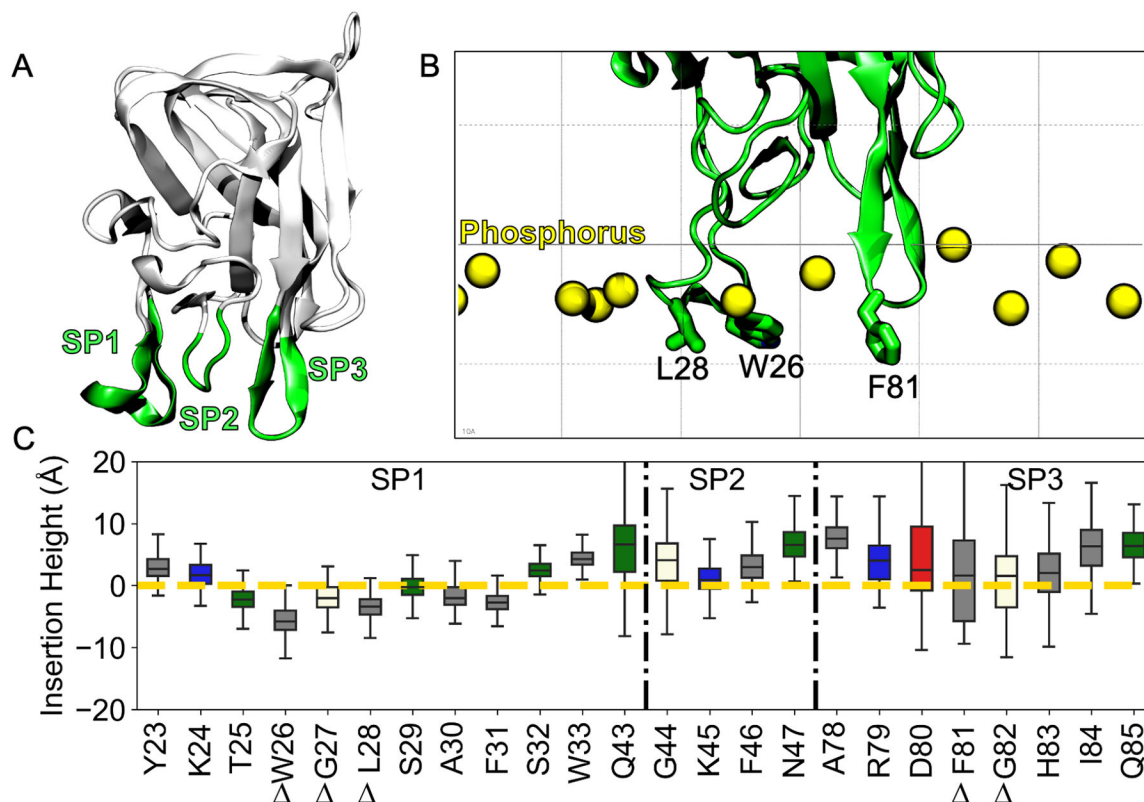 A
SP1
SP2
SP3
B
Phosphorus
L28
W26
F81
10A
C
Insertion Height (Å)
20
10
0
−10
−20
SP1
SP2
SP3
Y23
K24
T25
△W26
△G27
△ L28
S29
A30
F31
S32
W33
Q43
G44
K45
F46
N47
A78
R79
D80
△F81
△G82
H83
I84
Q85